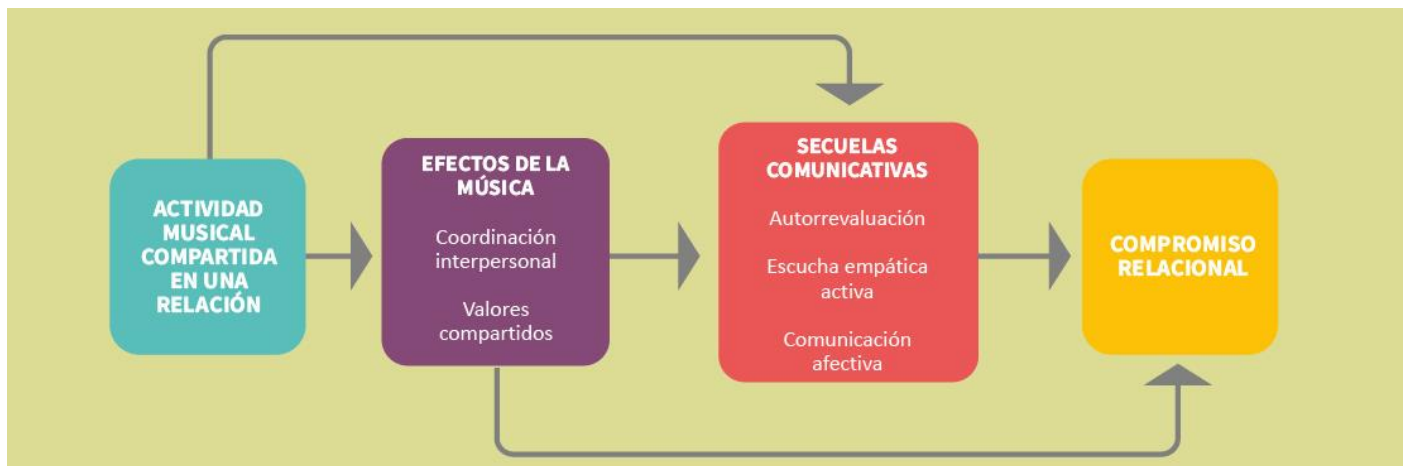 ACTIVIDAD
MUSICAL
COMPARTIDA
EN UNA
RELACIÓN
EFECTOS DE LA
MÚSICA
Coordinación
interpersonal
Valores
compartidos
SECUELAS
COMUNICATIVAS
Autorrevaluación
Escucha empática
activa
Comunicación
afectiva
COMPROMISO
RELACIONAL